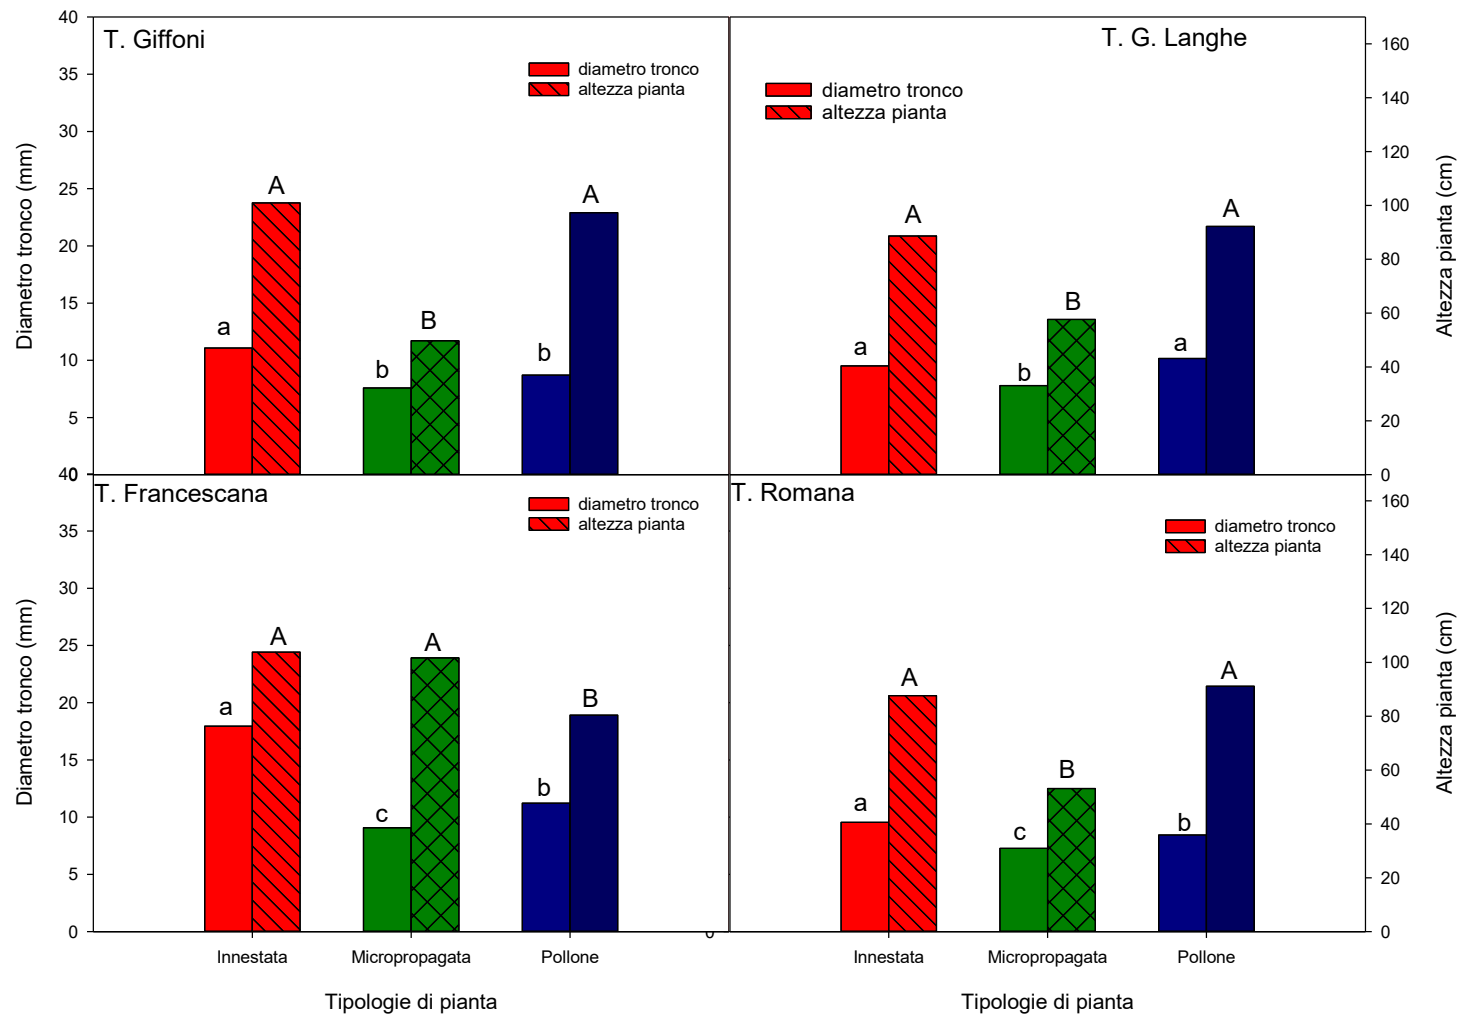 T. Giffoni
diametro tronco
altezza pianta
Diametro tronco (mm)
40
35
30
25
20
15
10
5
0
a
A
b
B
b
A
T. G. Langhe
diametro tronco
altezza pianta
a
A
b
B
a
A
160
140
120
100
80
60
40
20
0
Altezza pianta (cm)
T. Francescana
diametro tronco
altezza pianta
Diametro tronco (mm)
40
35
30
25
20
15
10
5
0
a
A
c
A
b
B
Innestata
Micropropagata
Pollone
Tipologie di pianta
T. Romana
diametro tronco
altezza pianta
a
A
c
B
b
A
160
140
120
100
80
60
40
20
0
Altezza pianta (cm)
0
Innestata
Micropropagata
Pollone
Tipologie di pianta